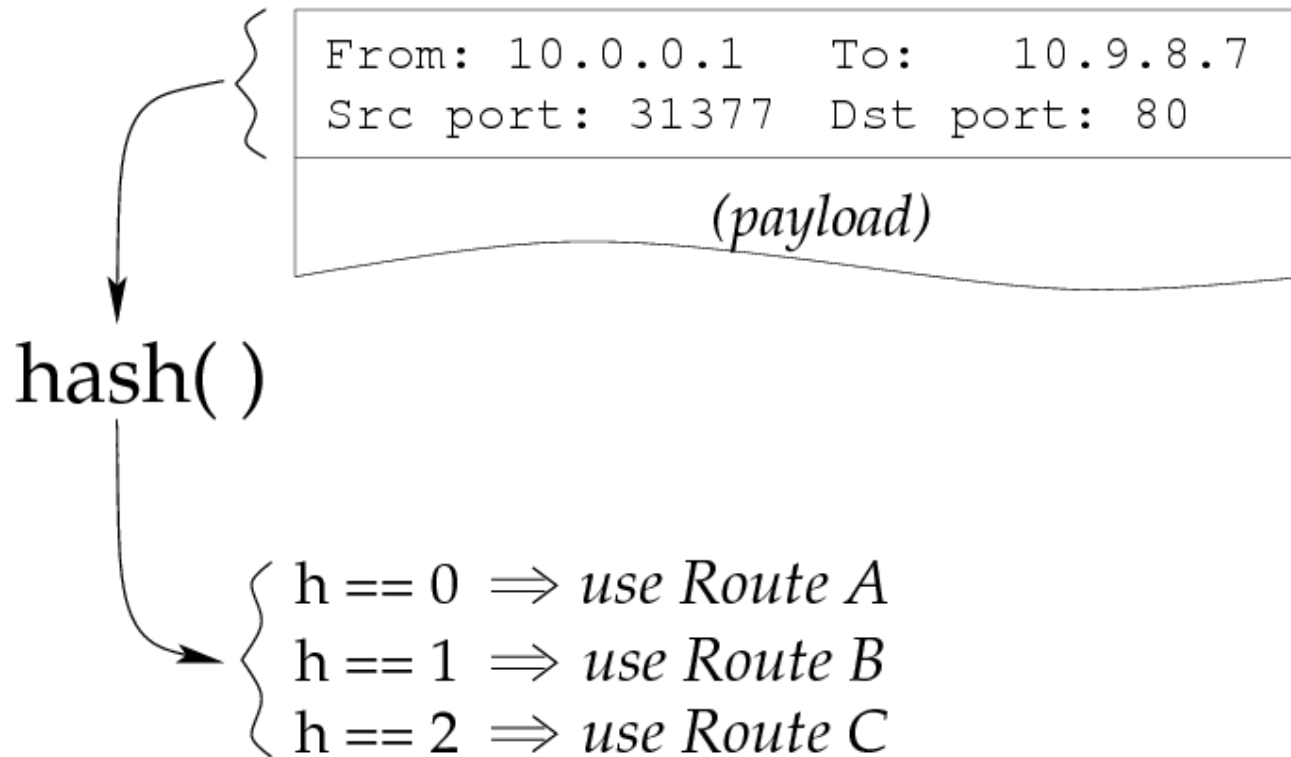 From: 10.0.0.1 To: 10.9.8.7
Src port: 31377 Dst port: 80
(payload)
hash( )
h == 0 ⇒ use Route A
h == 1 ⇒ use Route B
h == 2 ⇒ use Route C